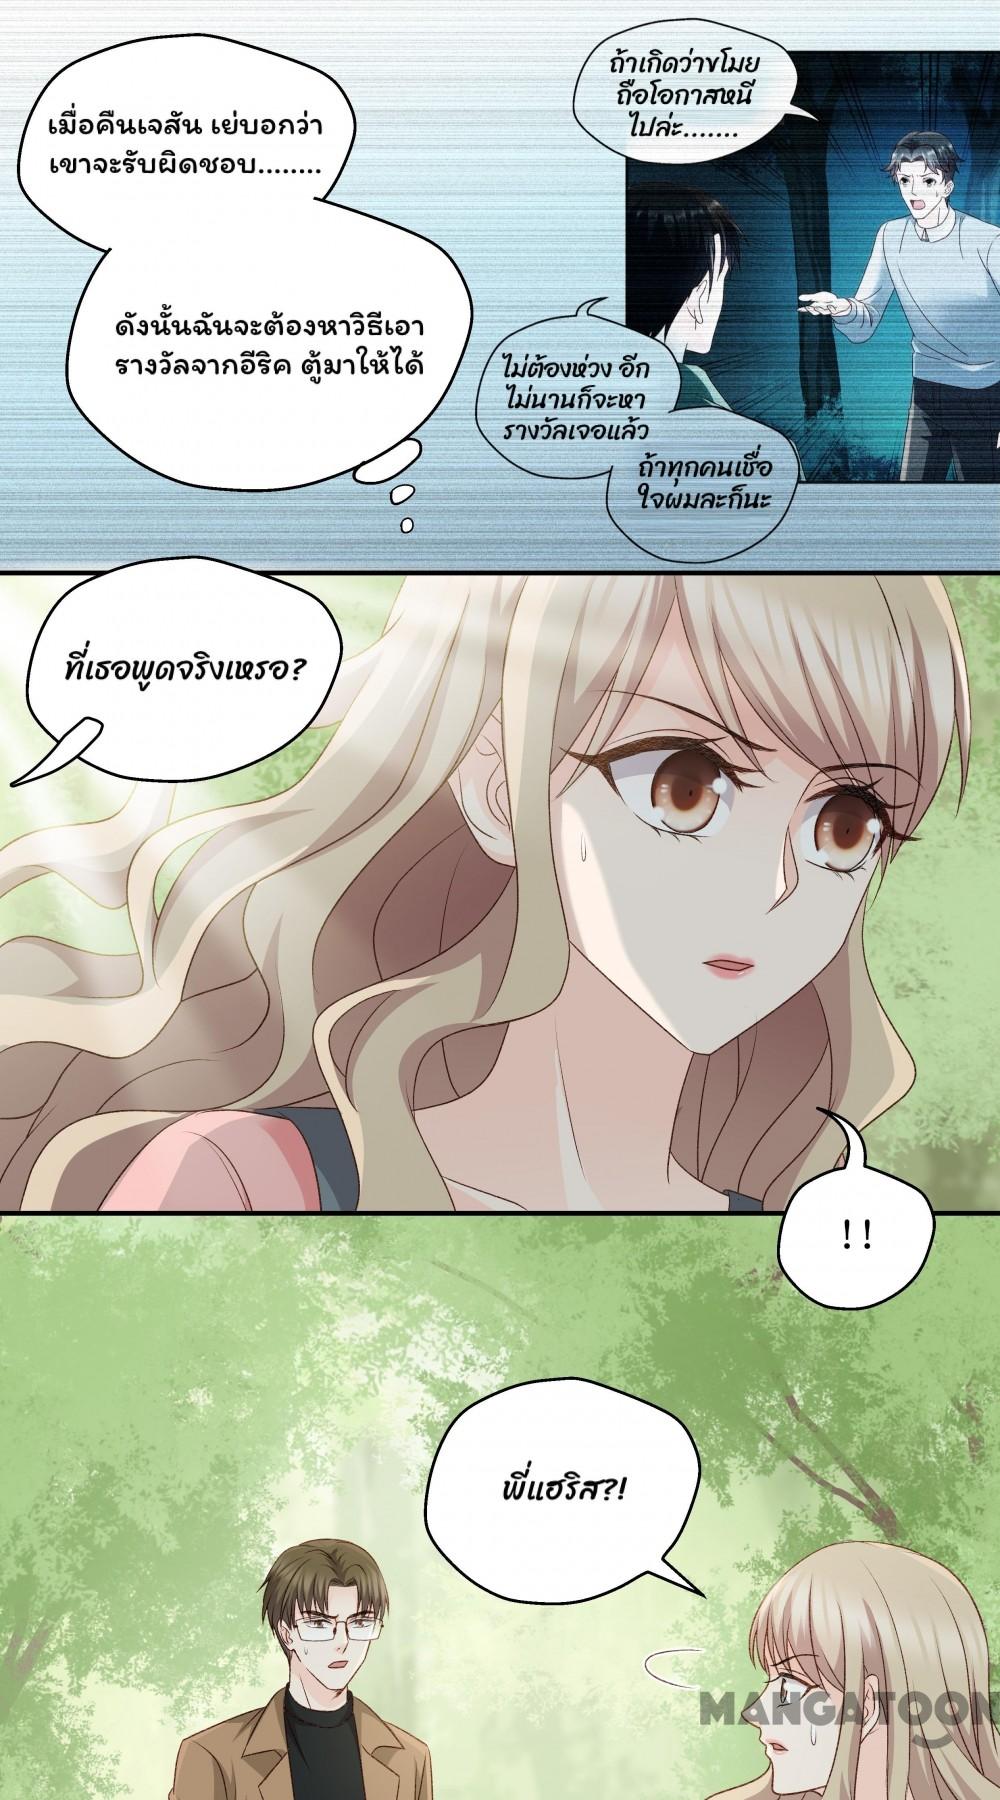 ถ้าเกิดว่าขโมย
ถือโอกาสหนี
ไปล่ะ.......
เมื่อคืนเจสัน เย่บอกว่า
เขาจะรับผิดชอบ........
ดังนั้นฉันจะต้องหาวิธีเอา
รางวัลจากอีริค ตู้มาให้ได้
ไม่ต้องห่วง อีก
ไม่นานก็จะหา
รางวัลเจอแล้ว
ถ้าทุกคนเชื่อ
ใจผมละก็นะ
ที่เธอพูดจริงเหรอ?
!!
พี่แฮริส?!
MANGATOON